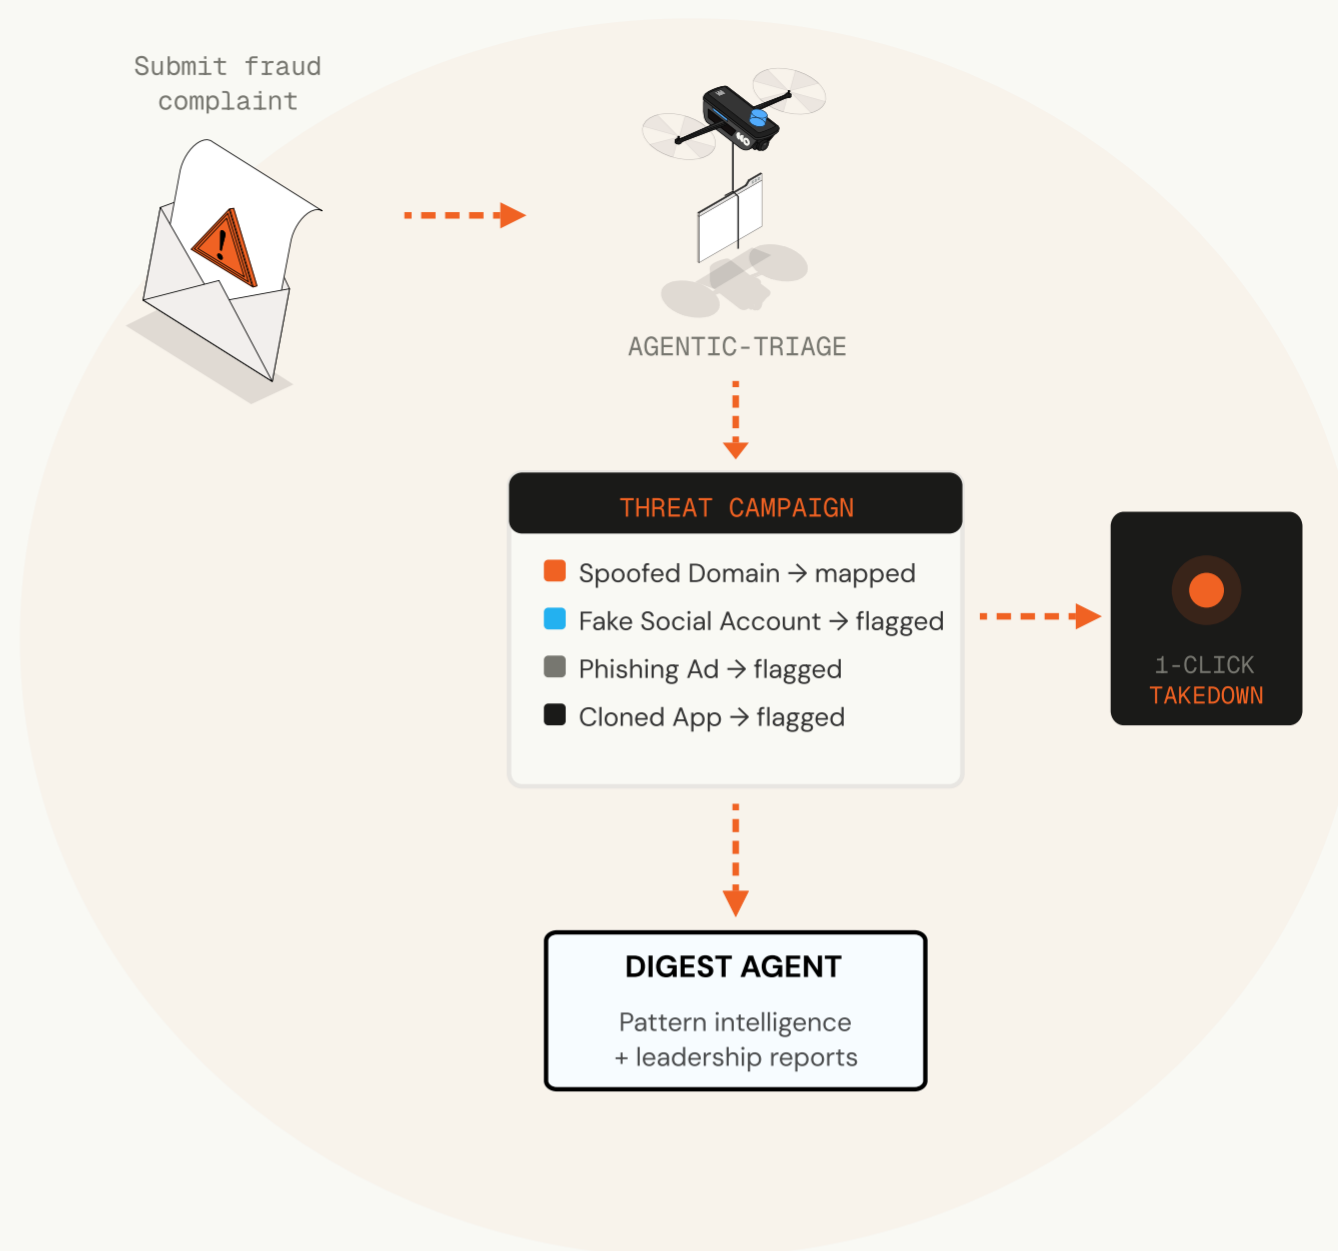 Submit fraud
complaint
AGENTIC-TRIAGE
THREAT CAMPAIGN
Spoofed Domain → mapped
Fake Social Account → flagged
Phishing Ad → flagged
Cloned App → flagged
1-CLICK
TAKEDOWN
DIGEST AGENT
Pattern intelligence
+ leadership reports